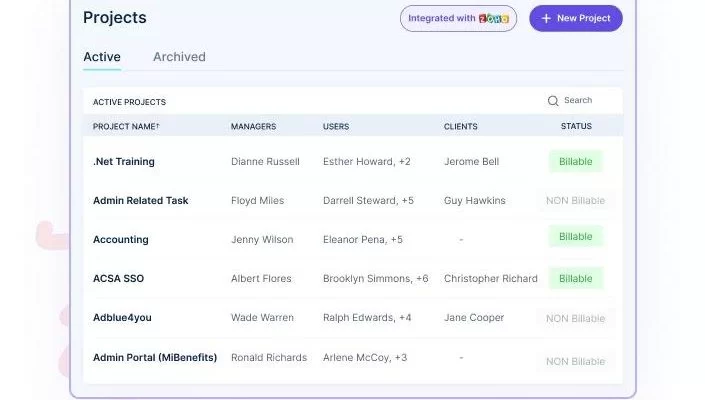 Projects
Integrated with ZOHO
+ New Project
Active Archived
ACTIVE PROJECTS Search
PROJECT NAME↑ MANAGERS USERS CLIENTS STATUS
.Net Training Dianne Russell Esther Howard, +2 Jerome Bell Billable
Admin Related Task Floyd Miles Darrell Steward, +5 Guy Hawkins NON Billable
Accounting Jenny Wilson Eleanor Pena, +5 - Billable
ACSA SSO Albert Flores Brooklyn Simmons, +6 Christopher Richard Billable
Adblue4you Wade Warren Ralph Edwards, +4 Jane Cooper NON Billable
Admin Portal (MiBenefits) Ronald Richards Arlene McCoy, +3 - NON Billable